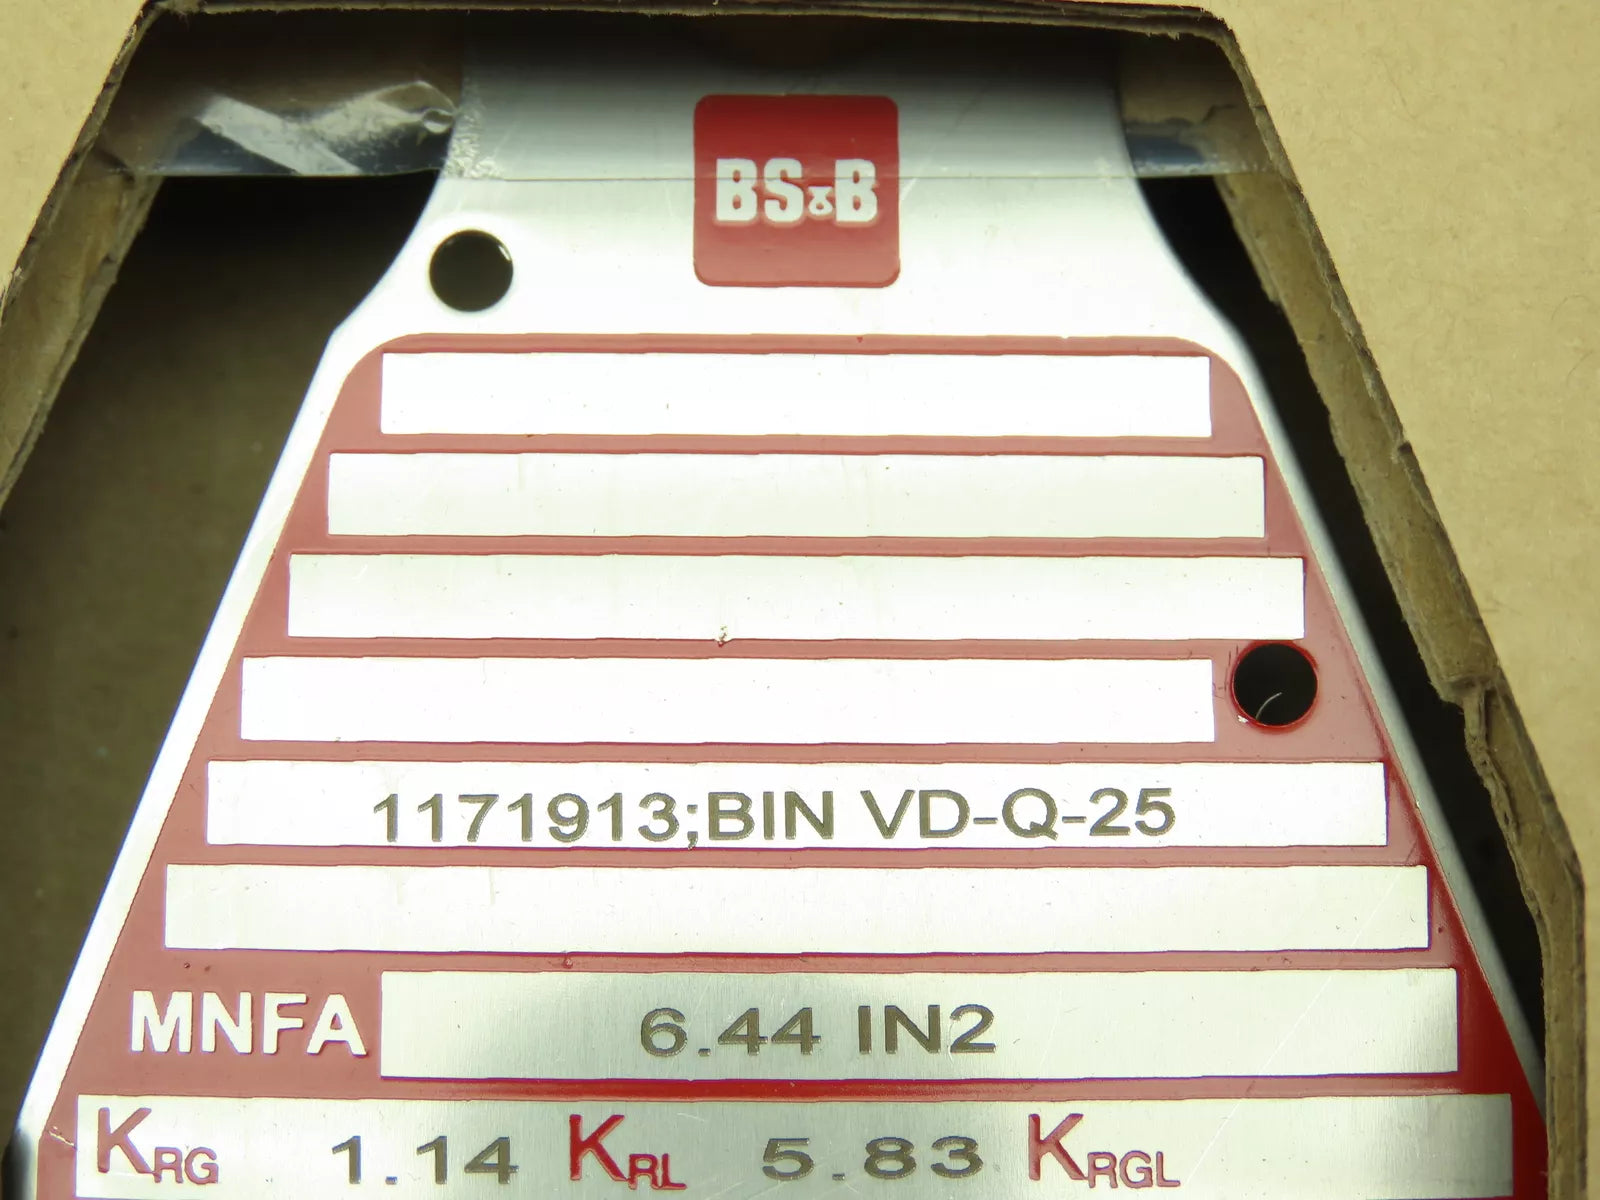 BS&B
1171913;BIN VD-Q-25
MNFA 6.44 IN2
KRG 1.14 KRL 5.83 KRGL